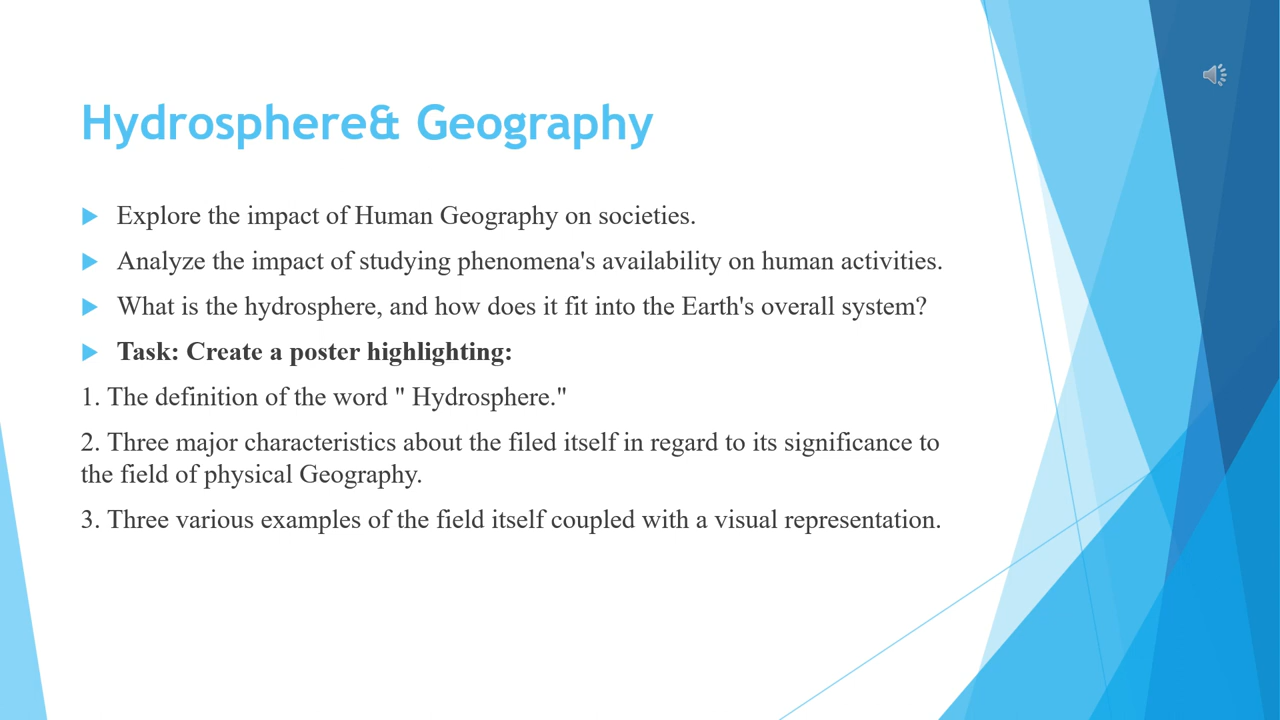 Hydrosphere& Geography
Explore the impact of Human Geography on societies.
Analyze the impact of studying phenomena's availability on human activities.
What is the hydrosphere, and how does it fit into the Earth's overall system?
Task: Create a poster highlighting:
1. The definition of the word " Hydrosphere."
2. Three major characteristics about the filed itself in regard to its significance to
the field of physical Geography.
3. Three various examples of the field itself coupled with a visual representation.